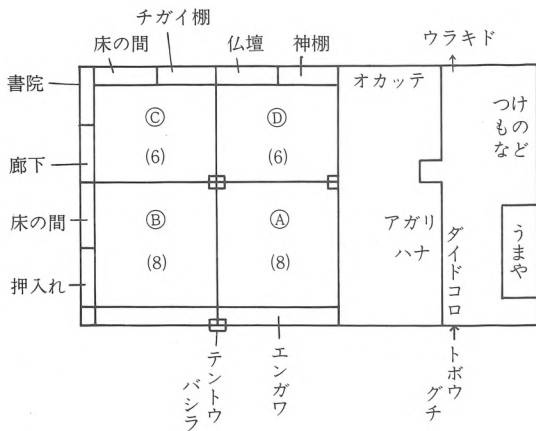 チガイ棚
床の間
仏壇
神棚
ウラキド
書院
オカッテ
つけ
もの
など
Ⓒ
(6)
Ⓓ
(6)
廊下
床の間
Ⓑ
(8)
Ⓐ
(8)
アガリ
ハナ
ダイドコロ
うまや
押入れ
テントウ
バシラ
エンガワ
トボウ
グチ